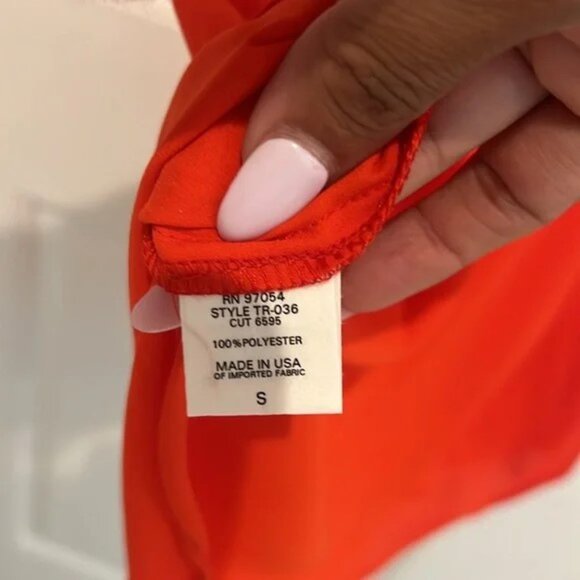 RN 97054
STYLE TR-036
CUT 6595
100%POLYESTER
MADE IN USA
OF IMPORTED FABRIC
S